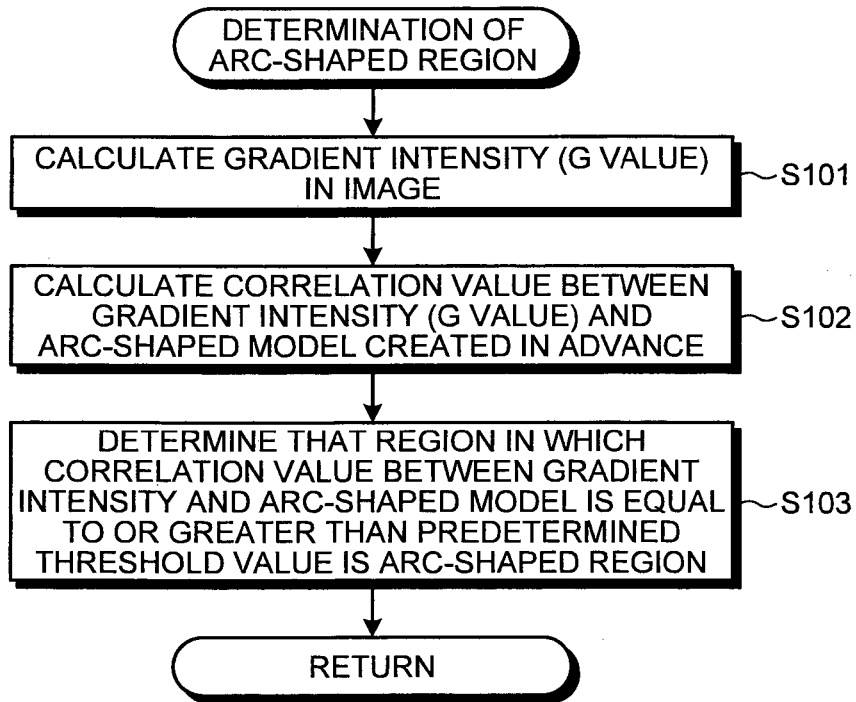 DETERMINATION OF
ARC-SHAPED REGION
CALCULATE GRADIENT INTENSITY (G VALUE)
IN IMAGE
S101
CALCULATE CORRELATION VALUE BETWEEN
GRADIENT INTENSITY (G VALUE) AND
ARC-SHAPED MODEL CREATED IN ADVANCE
S102
DETERMINE THAT REGION IN WHICH
CORRELATION VALUE BETWEEN GRADIENT
INTENSITY AND ARC-SHAPED MODEL IS EQUAL
TO OR GREATER THAN PREDETERMINED
THRESHOLD VALUE IS ARC-SHAPED REGION
S103
RETURN